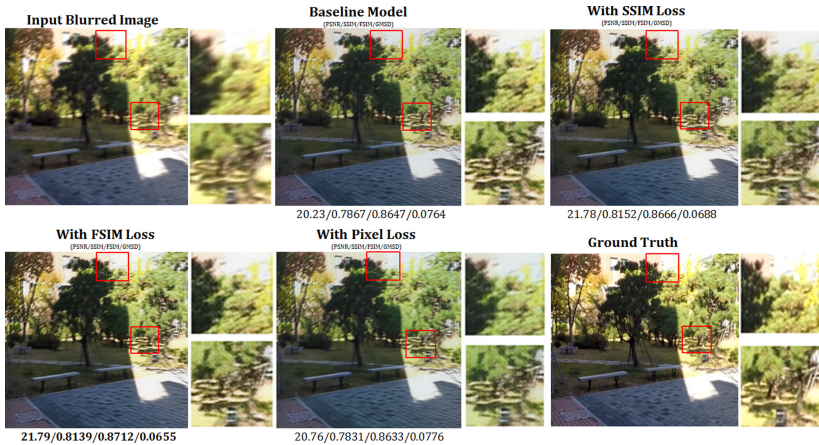 Input Blurred Image
Baseline Model
(PSNR/SSIM/FSIM/GMSD)
With SSIM Loss
(PSNR/SSIM/FSIM/GMSD)
20.23/0.7867/0.8647/0.0764
21.78/0.8152/0.8666/0.0688
With FSIM Loss
(PSNR/SSIM/FSIM/GMSD)
With Pixel Loss
(PSNR/SSIM/FSIM/GMSD)
Ground Truth
21.79/0.8139/0.8712/0.0655
20.76/0.7831/0.8633/0.0776